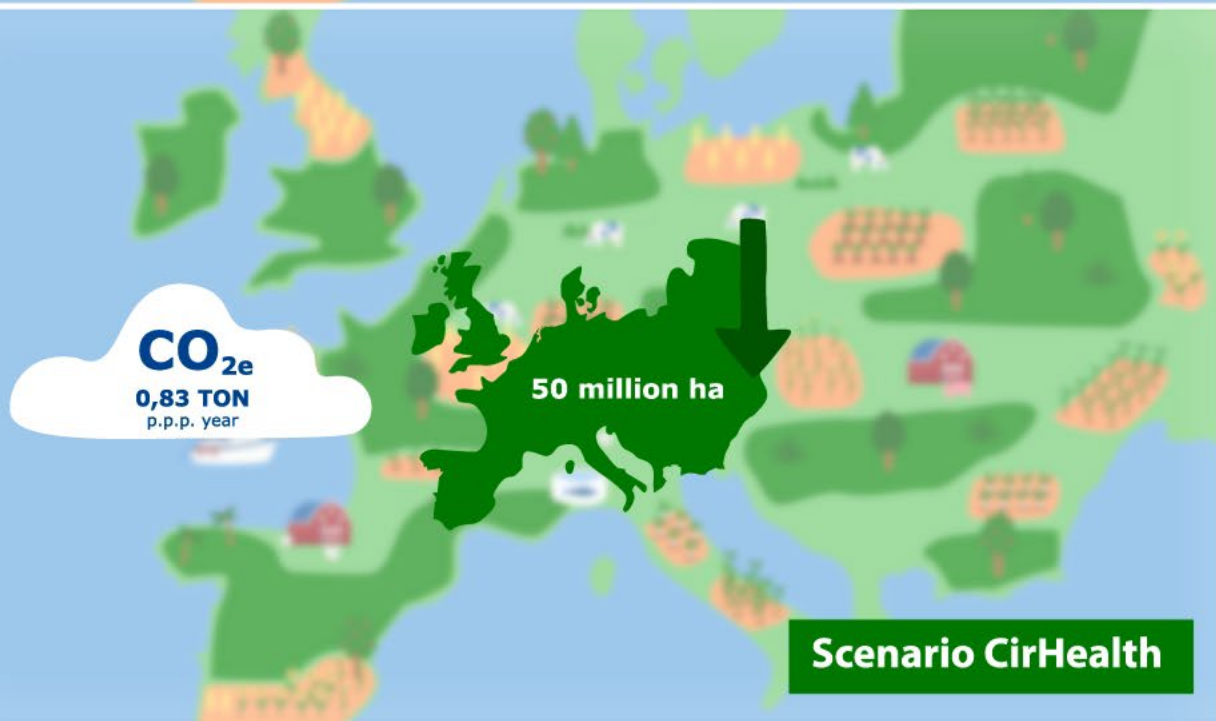 CO2e
0,83 TON
p.p.p. year
50 million ha
Scenario CirHealth